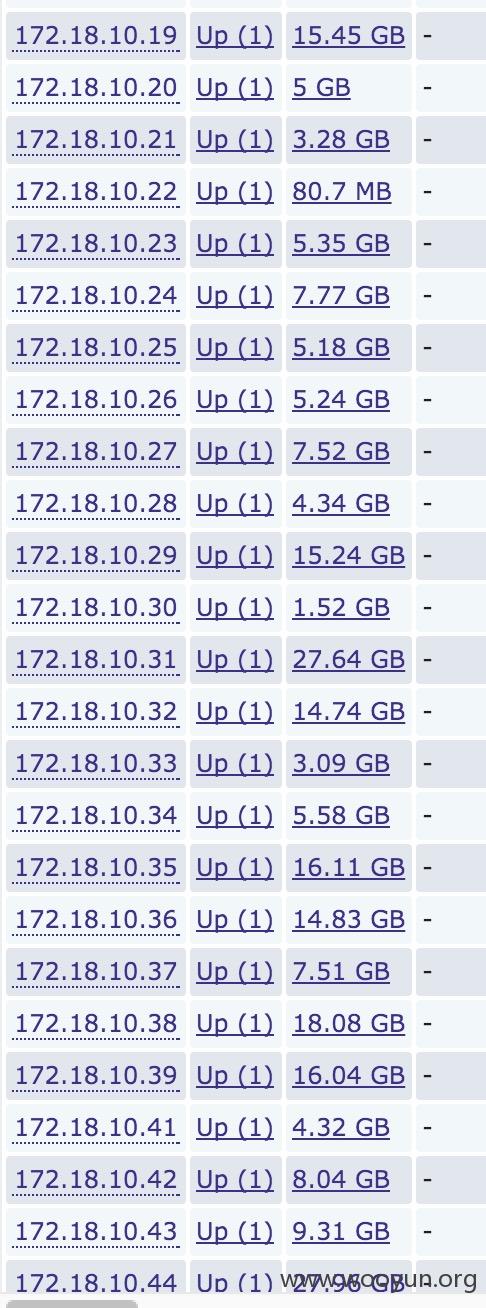 172.18.10.19 Up (1) 15.45 GB -
172.18.10.20 Up (1) 5 GB -
172.18.10.21 Up (1) 3.28 GB -
172.18.10.22 Up (1) 80.7 MB -
172.18.10.23 Up (1) 5.35 GB -
172.18.10.24 Up (1) 7.77 GB -
172.18.10.25 Up (1) 5.18 GB -
172.18.10.26 Up (1) 5.24 GB -
172.18.10.27 Up (1) 7.52 GB -
172.18.10.28 Up (1) 4.34 GB -
172.18.10.29 Up (1) 15.24 GB -
172.18.10.30 Up (1) 1.52 GB -
172.18.10.31 Up (1) 27.64 GB -
172.18.10.32 Up (1) 14.74 GB -
172.18.10.33 Up (1) 3.09 GB -
172.18.10.34 Up (1) 5.58 GB -
172.18.10.35 Up (1) 16.11 GB -
172.18.10.36 Up (1) 14.83 GB -
172.18.10.37 Up (1) 7.51 GB -
172.18.10.38 Up (1) 18.08 GB -
172.18.10.39 Up (1) 16.04 GB -
172.18.10.41 Up (1) 4.32 GB -
172.18.10.42 Up (1) 8.04 GB -
172.18.10.43 Up (1) 9.31 GB -
172.18.10.44 Up (1) 27.96 GB
www.wooyun.org